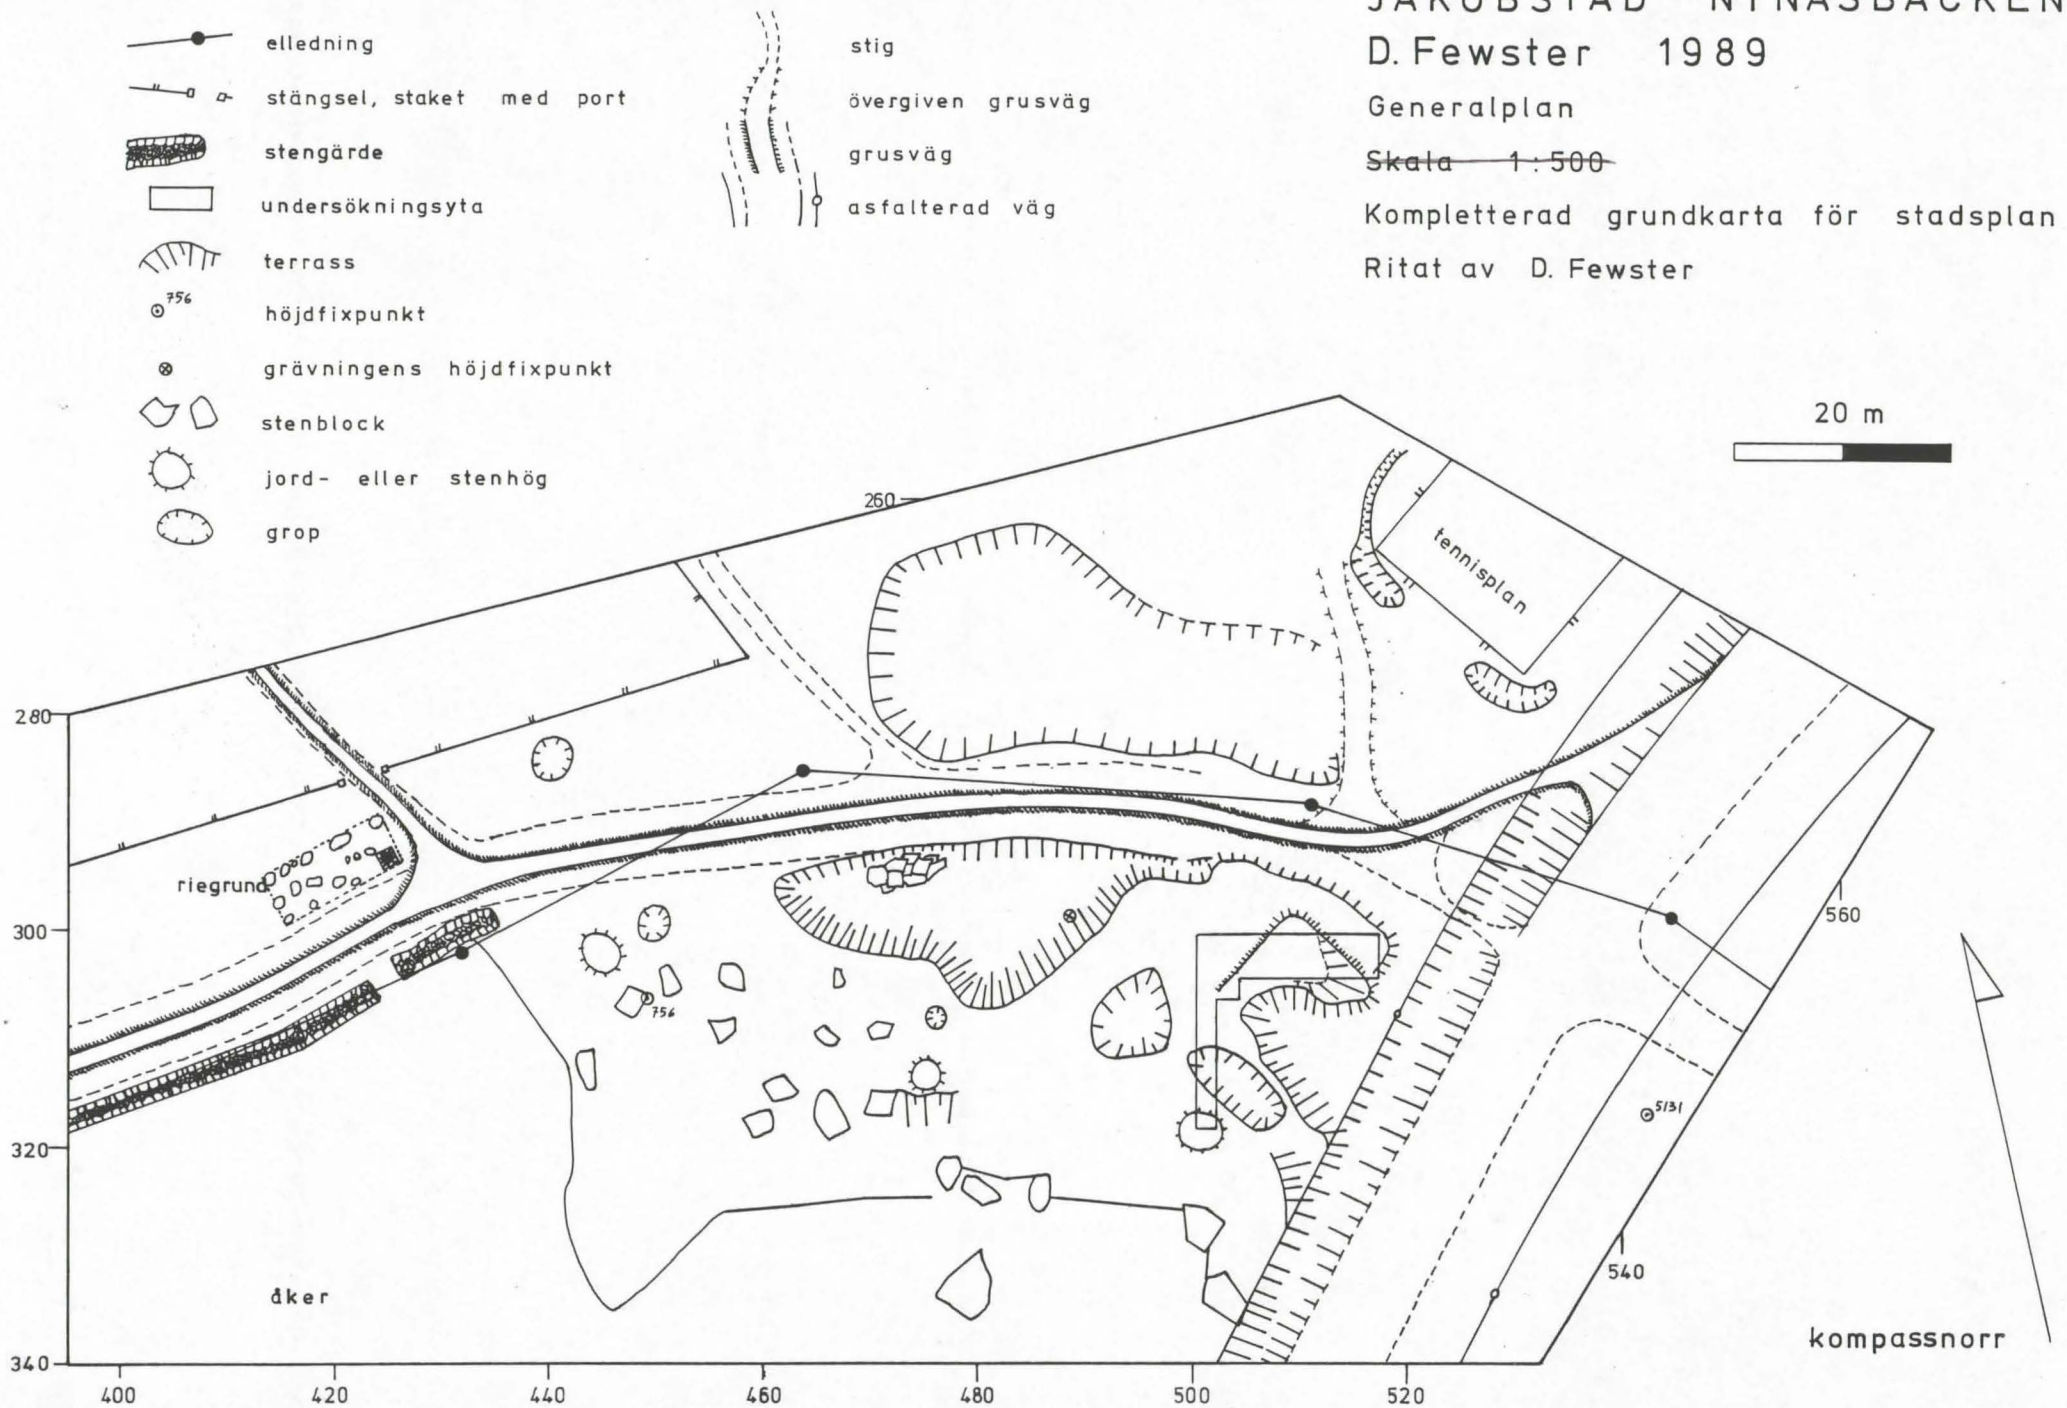 elledning
stängsel, staket med port
stengärde
undersökningsyta
terrass
756
höjdfixpunkt
grävningens höjdfixpunkt
stenblock
jord- eller stenhög
grop
stig
övergiven grusväg
grusväg
asfalterad väg
JAKOBSTAD NYNÄSBACKEN
D. Fewster 1989
Generalplan
Skala 1:500
Kompletterad grundkarta för stadsplan
Ritat av D. Fewster
20 m
260
tennisplan
280
riegrund
300
756
560
5131
320
540
åker
kompassnorr
340
400 420 440 460 480 500 520